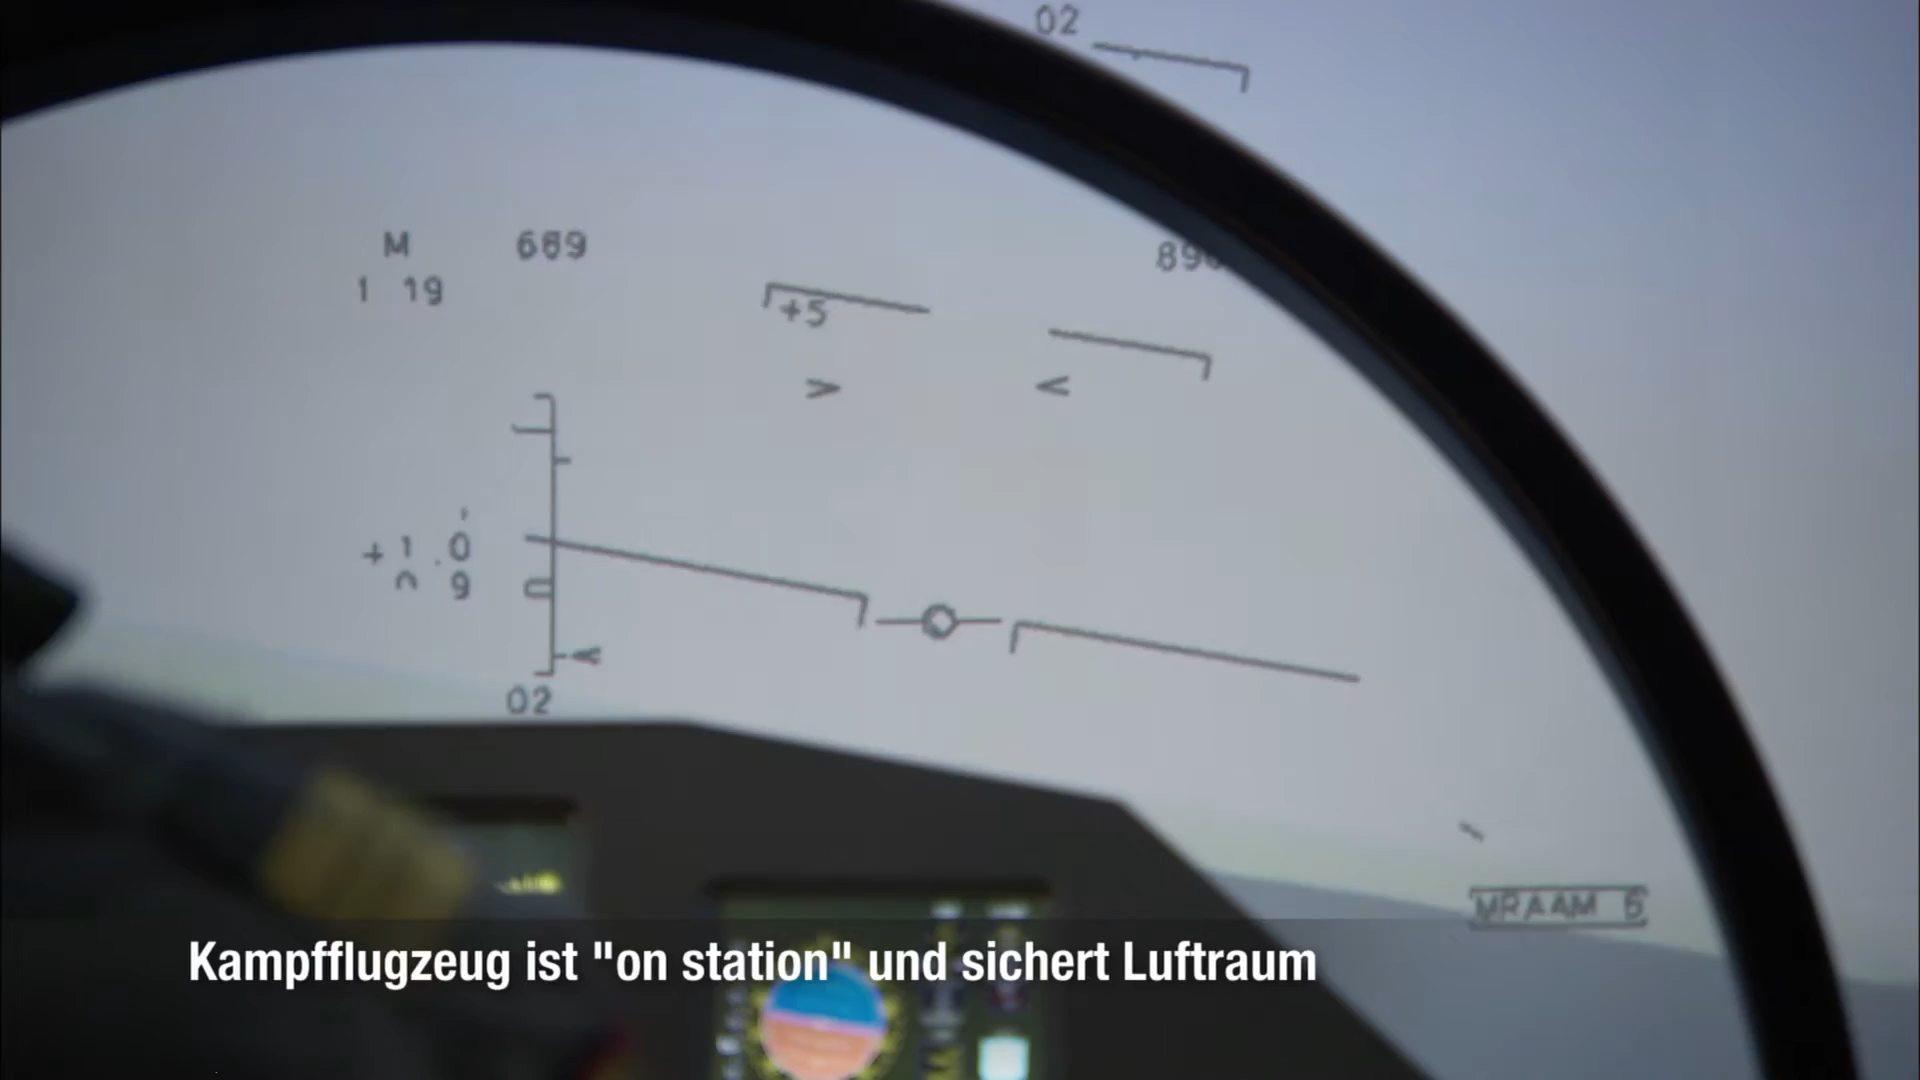 02
M 669
1 19
+5
> <
+ 1.0
9
02
MRAAM 6
Kampfflugzeug ist "on station" und sichert Luftraum